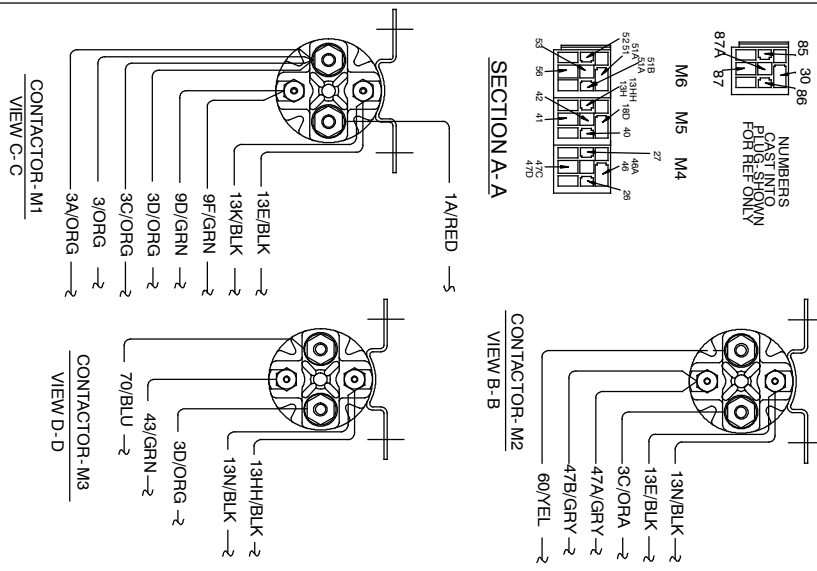 87A
85
30
86
87
NUMBERS
CAST INTO
PLUG-SHOWN
FOR REF ONLY
M6
M5
M4
53
52
51
51A
51B
51A
56
13HH
13H
18D
42
41
40
27
46A
46
47C
47D
26
SECTION A-A
1A/RED
13E/BLK
13K/BLK
9F/GRN
9D/GRN
3D/ORG
3C/ORG
3/ORG
3A/ORG
CONTACTOR-M1
VIEW C-C
13N/BLK
13E/BLK
3C/ORA
47A/GRY
47B/GRY
60/YEL
CONTACTOR-M2
VIEW B-B
13HH/BLK
13N/BLK
3D/ORG
43/GRN
70/BLU
CONTACTOR-M3
VIEW D-D